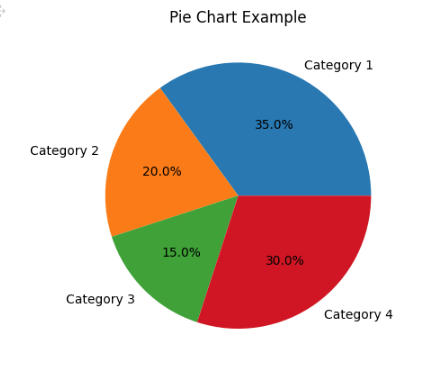 Pie Chart Example
Category 1
35.0%
Category 2
20.0%
15.0%
30.0%
Category 3
Category 4